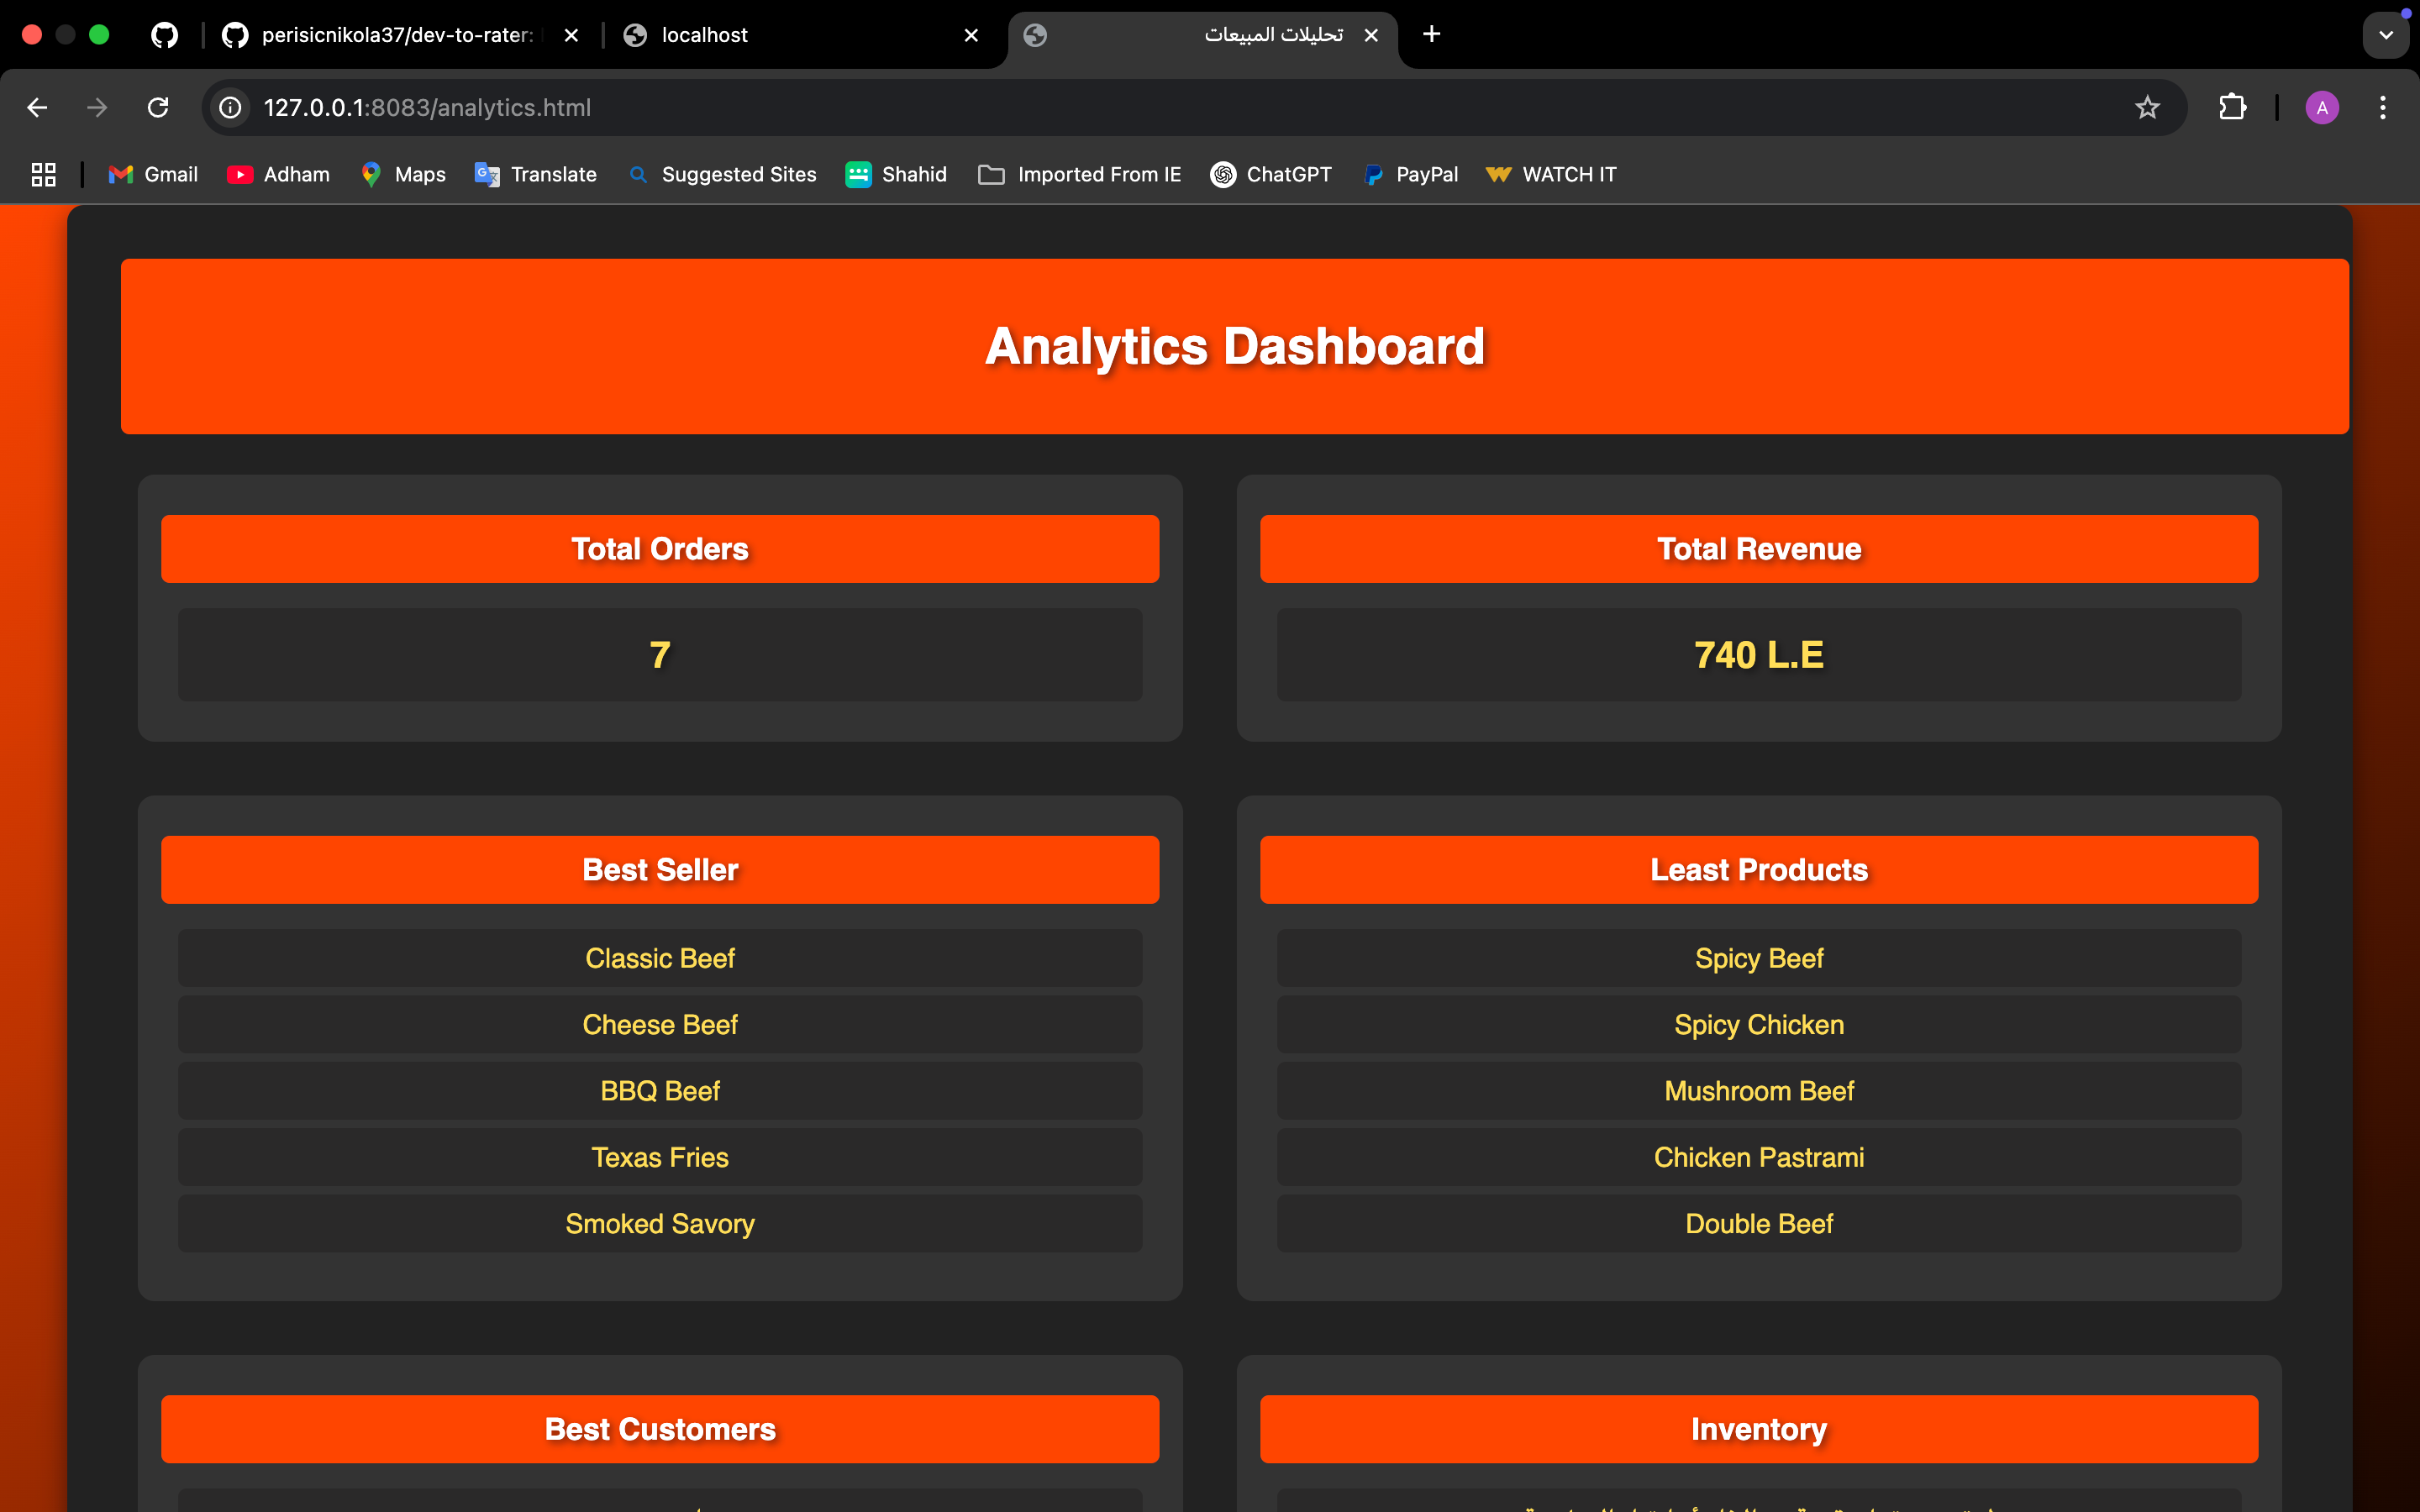 perisicnikola37/dev-to-rater:
localhost
تحليلات المبيعات
127.0.0.1:8083/analytics.html
A
Gmail
Adham
Maps
Translate
Suggested Sites
Shahid
Imported From IE
ChatGPT
PayPal
WATCH IT
Analytics Dashboard
Total Orders
7
Total Revenue
740 L.E
Best Seller
Classic Beef
Cheese Beef
BBQ Beef
Texas Fries
Smoked Savory
Least Products
Spicy Beef
Spicy Chicken
Mushroom Beef
Chicken Pastrami
Double Beef
Best Customers
Inventory